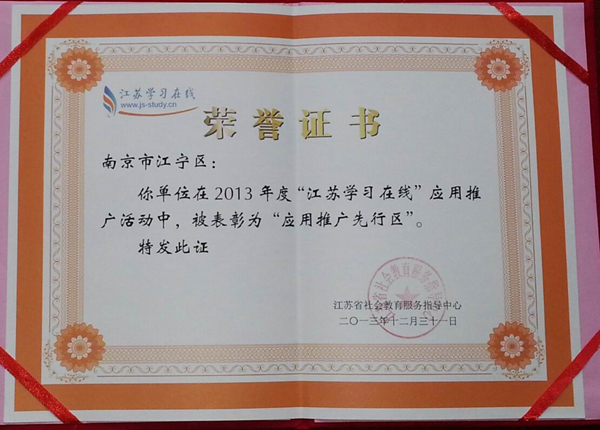 江苏学习在线
www.js-study.cn
荣誉证书
南京市江宁区：
你单位在2013年度“江苏学习在线”应用推
广活动中，被表彰为“应用推广先行区”。
特发此证
江苏省社会教育服务指导中心
二〇一三年十二月三十一日